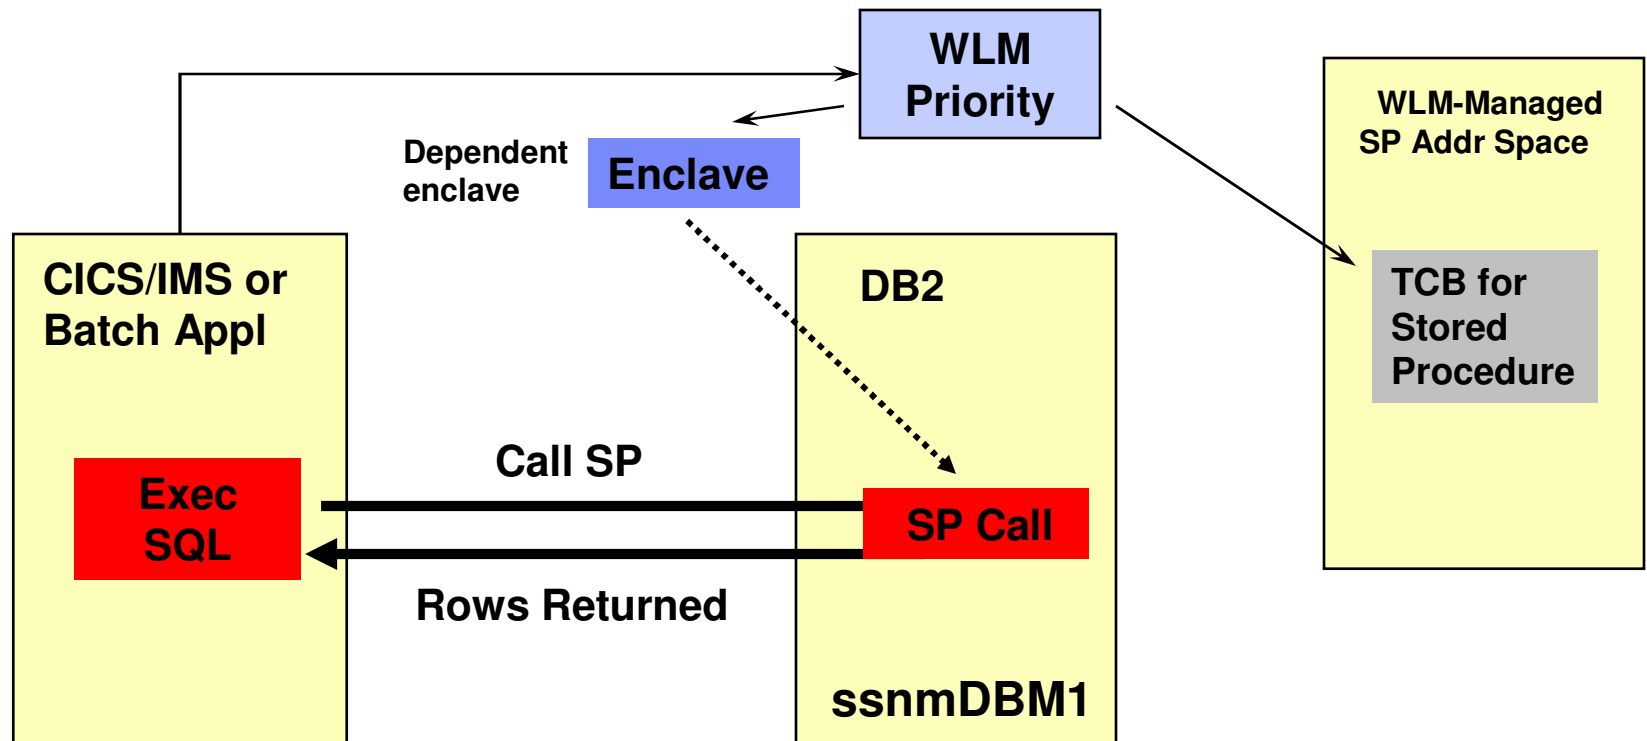 WLM
Priority
WLM-Managed
SP Addr Space
Dependent
enclave
Enclave
CICS/IMS or
Batch Appl
DB2
TCB for
Stored
Procedure
Call SP
Exec
SQL
SP Call
Rows Returned
ssnmDBM1